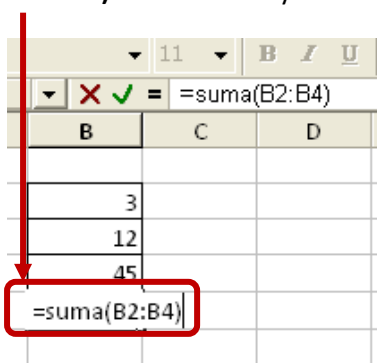 11 B I U
= =suma(B2:B4)
B C D
3
12
45
=suma(B2:B4)